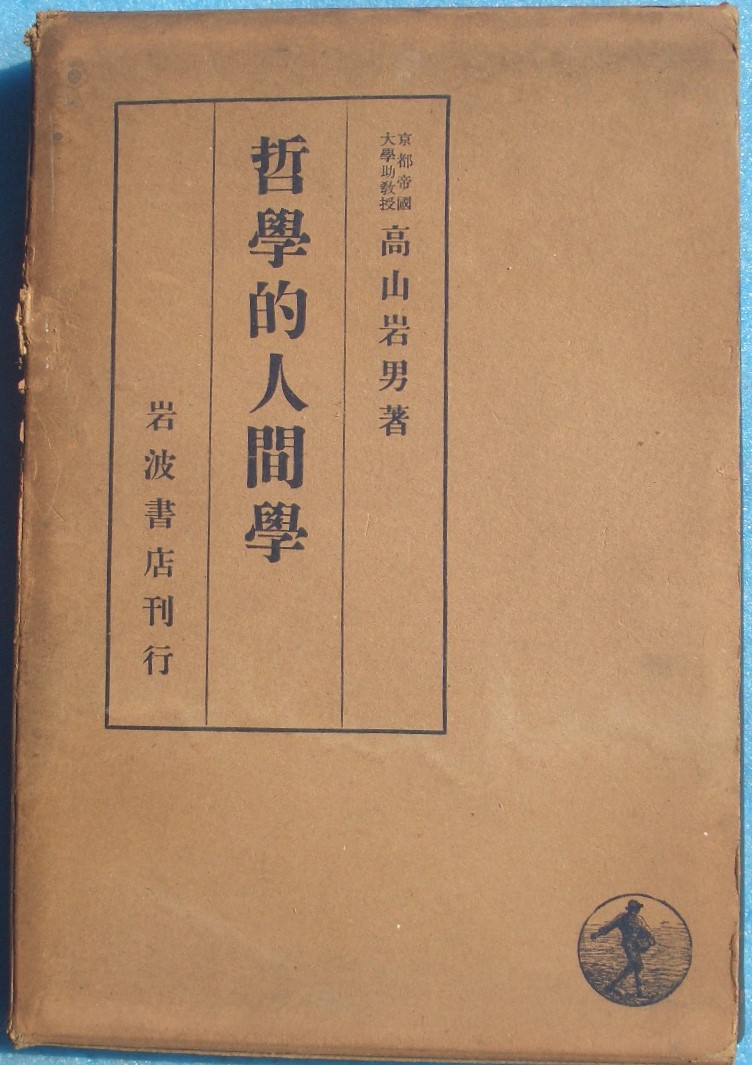 京都帝國
大學助教授
高山岩男著
哲學的人間學
岩波書店刊行